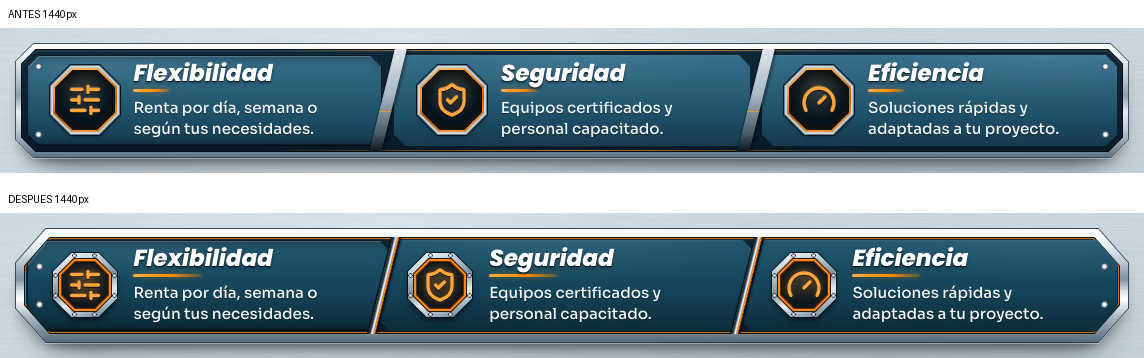 ANTES 1440px
Flexibilidad
Renta por día, semana o
según tus necesidades.
Seguridad
Equipos certificados y
personal capacitado.
Eficiencia
Soluciones rápidas y
adaptadas a tu proyecto.
DESPUES 1440px
Flexibilidad
Renta por día, semana o
según tus necesidades.
Seguridad
Equipos certificados y
personal capacitado.
Eficiencia
Soluciones rápidas y
adaptadas a tu proyecto.